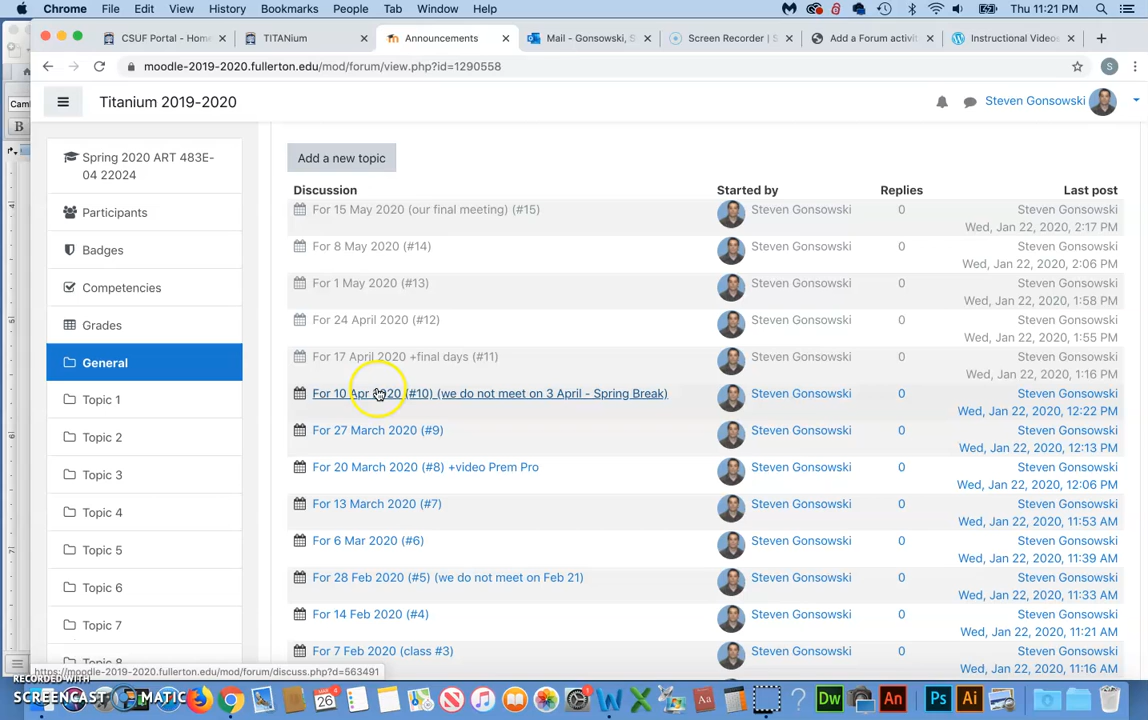 Chrome File Edit View History Bookmarks People Tab Window Help Thu 11:21 PM
CSUF Portal - Hom
TITANium
Announcements
Mail - Gonsowski, S
Screen Recorder | S
Add a Forum activit
Instructional Video
moodle-2019-2020.fullerton.edu/mod/forum/view.php?id=1290558
Titanium 2019-2020
Steven Gonsowski
Spring 2020 ART 483E-
04 22024
Participants
Badges
Competencies
Grades
General
Topic 1
Topic 2
Topic 3
Topic 4
Topic 5
Topic 6
Topic 7
Topic 8
Add a new topic
Discussion Started by Replies Last post
For 15 May 2020 (our final meeting) (#15) Steven Gonsowski 0 Steven Gonsowski
Wed, Jan 22, 2020, 2:17 PM
For 8 May 2020 (#14) Steven Gonsowski 0 Steven Gonsowski
Wed, Jan 22, 2020, 2:06 PM
For 1 May 2020 (#13) Steven Gonsowski 0 Steven Gonsowski
Wed, Jan 22, 2020, 1:58 PM
For 24 April 2020 (#12) Steven Gonsowski 0 Steven Gonsowski
Wed, Jan 22, 2020, 1:55 PM
For 17 April 2020 +final days (#11) Steven Gonsowski 0 Steven Gonsowski
Wed, Jan 22, 2020, 1:16 PM
For 10 Apr 2020 (#10) (we do not meet on 3 April - Spring Break) Steven Gonsowski 0 Steven Gonsowski
Wed, Jan 22, 2020, 12:22 PM
For 27 March 2020 (#9) Steven Gonsowski 0 Steven Gonsowski
Wed, Jan 22, 2020, 12:13 PM
For 20 March 2020 (#8) +video Prem Pro Steven Gonsowski 0 Steven Gonsowski
Wed, Jan 22, 2020, 12:06 PM
For 13 March 2020 (#7) Steven Gonsowski 0 Steven Gonsowski
Wed, Jan 22, 2020, 11:53 AM
For 6 Mar 2020 (#6) Steven Gonsowski 0 Steven Gonsowski
Wed, Jan 22, 2020, 11:39 AM
For 28 Feb 2020 (#5) (we do not meet on Feb 21) Steven Gonsowski 0 Steven Gonsowski
Wed, Jan 22, 2020, 11:33 AM
For 14 Feb 2020 (#4) Steven Gonsowski 0 Steven Gonsowski
Wed, Jan 22, 2020, 11:21 AM
For 7 Feb 2020 (class #3) Steven Gonsowski 0 Steven Gonsowski
Wed, Jan 22, 2020, 11:16 AM
https://moodle-2019-2020.fullerton.edu/mod/forum/discuss.php?d=563491
RECORDED WITH
SCREENCAST MATIC
MAR
26
Dw
An
Ps
Ai